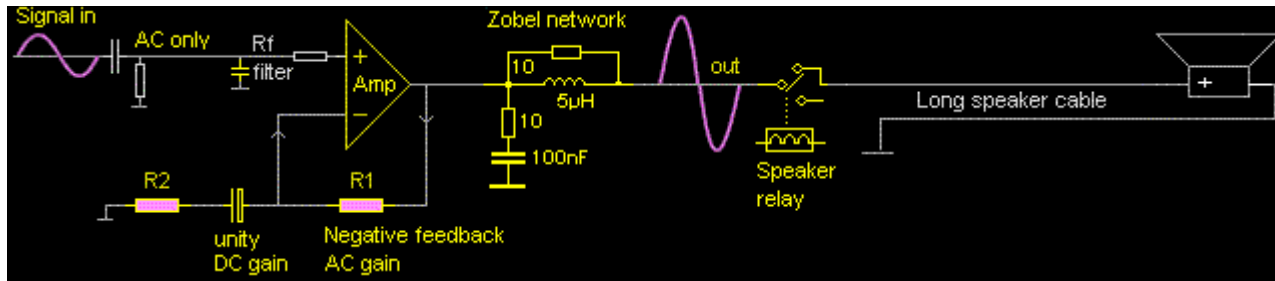 Signal in
AC only
Rf
filter
+
Amp
−
R2
unity
DC gain
R1
Negative feedback
AC gain
Zobel network
10
5µH
10
100nF
out
Speaker
relay
Long speaker cable
+